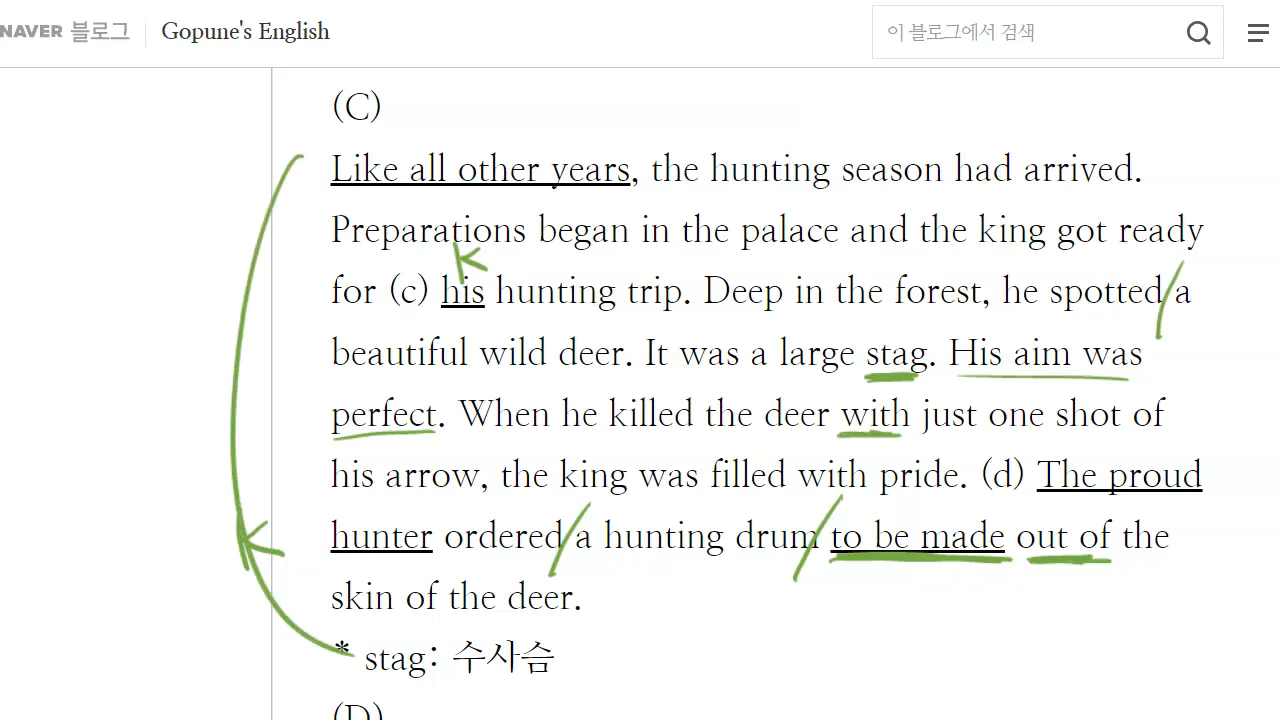 NAVER 블로그 Gopune's English 이 블로그에서 검색
(C)
Like all other years, the hunting season had arrived.
Preparations began in the palace and the king got ready
for (c) his hunting trip. Deep in the forest, he spotted a
beautiful wild deer. It was a large stag. His aim was
perfect. When he killed the deer with just one shot of
his arrow, the king was filled with pride. (d) The proud
hunter ordered a hunting drum to be made out of the
skin of the deer.
* stag: 수사슴
(D)